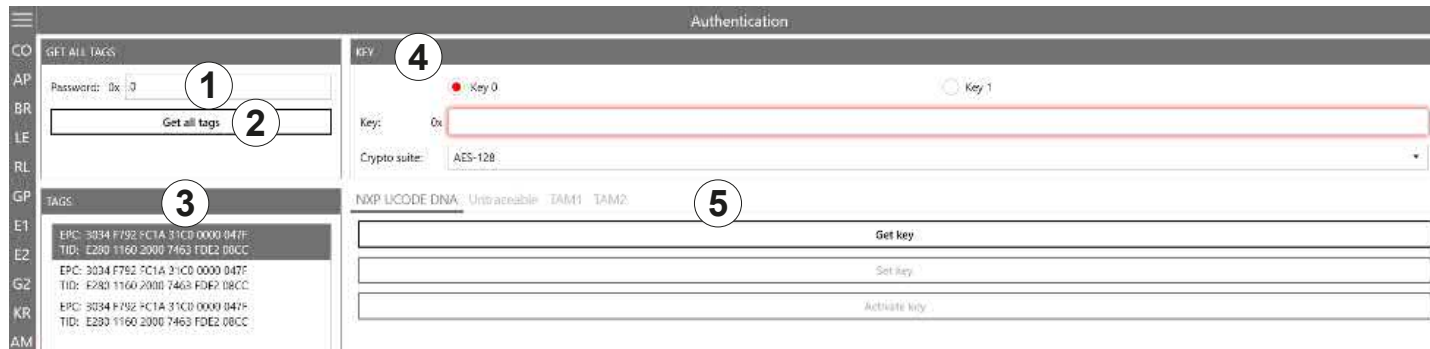 Authentication
CO
AP
BR
LE
RL
GP
E1
E2
G2
KR
AM
GET ALL TAGS
Password: 0x 0
1
Get all tags
2
TAGS
3
EPC: 3034 F792 FC1A 31C0 0000 047F
TID: E280 1160 2000 7463 FDE2 08CC
EPC: 3034 F792 FC1A 31C0 0000 047F
TID: E280 1160 2000 7463 FDE2 08CC
EPC: 3034 F792 FC1A 31C0 0000 047F
TID: E280 1160 2000 7463 FDE2 08CC
KEY
4
Key 0 Key 1
Key: 0x
Crypto suite: AES-128
NXP UCODE DNA Untraceable TAM1 TAM2
5
Get key
Set key
Activate key